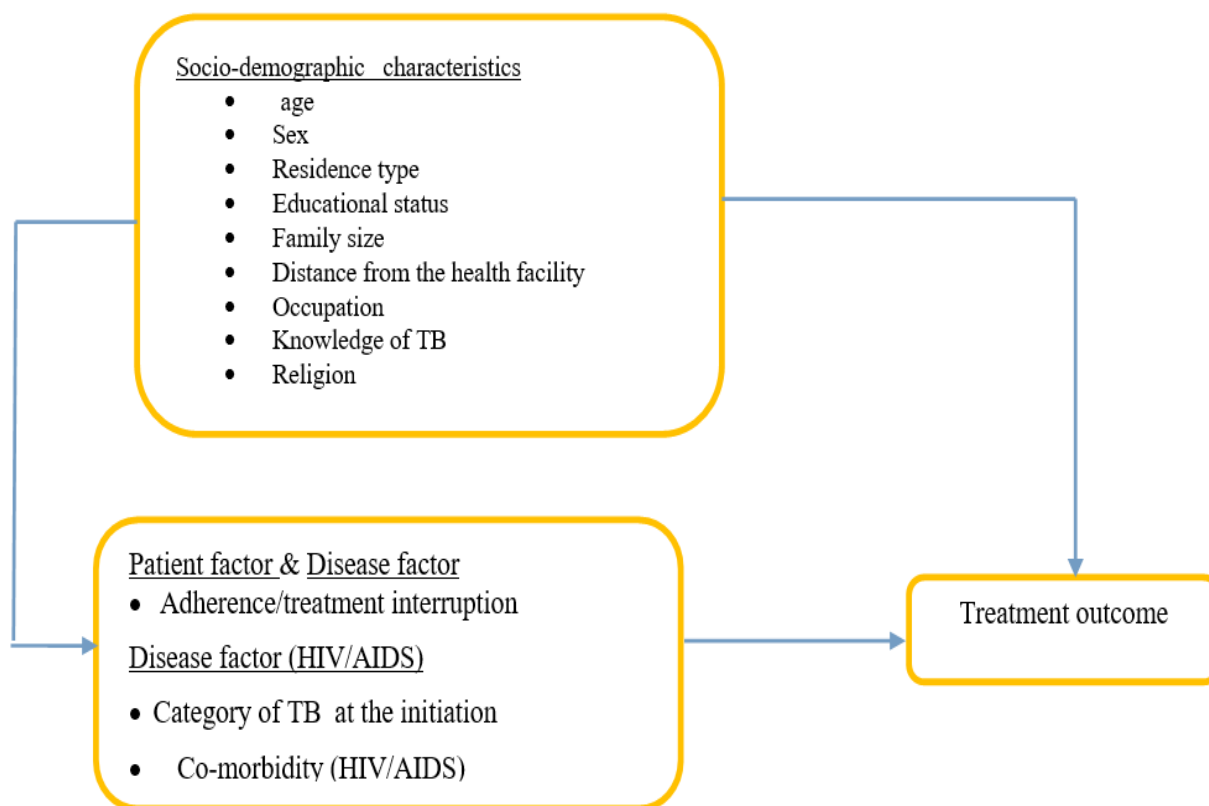 Socio-demographic characteristics
• age
• Sex
• Residence type
• Educational status
• Family size
• Distance from the health facility
• Occupation
• Knowledge of TB
• Religion
Patient factor & Disease factor
• Adherence/treatment interruption
Disease factor (HIV/AIDS)
• Category of TB at the initiation
• Co-morbidity (HIV/AIDS)
Treatment outcome